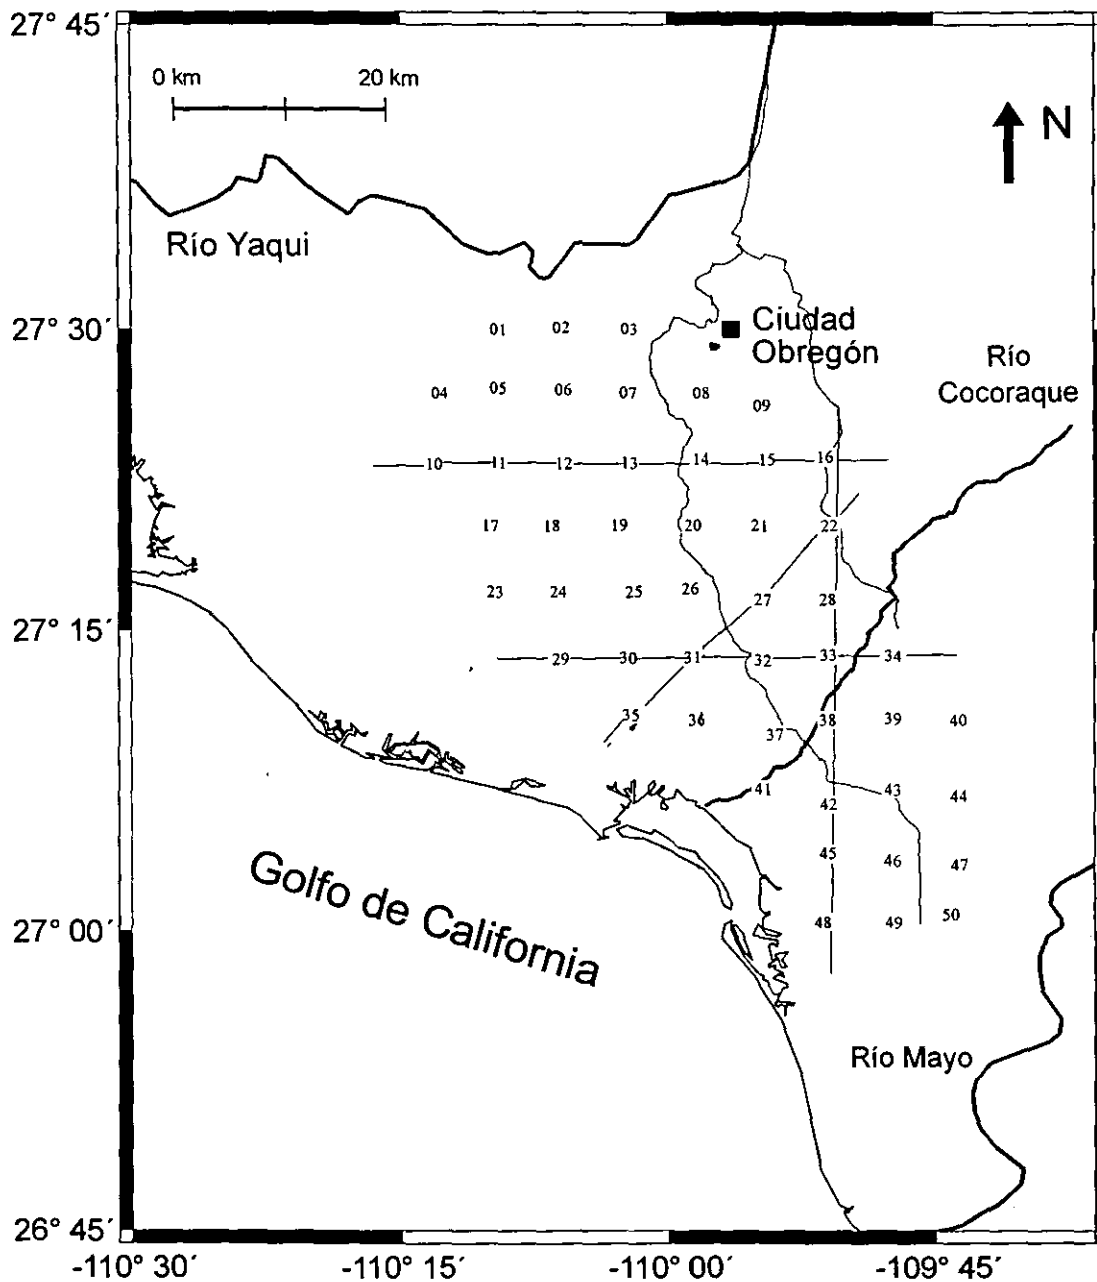 27° 45´
0 km 20 km
N
Río Yaqui
27° 30´
01 02 03
Ciudad
Obregón
Río
Cocoraque
04 05 06 07 08 09
10 11 12 13 14 15 16
17 18 19 20 21 22
23 24 25 26 27 28
27° 15´
29 30 31 32 33 34
35 36 37 38 39 40
41 42 43 44
45 46 47
Golfo de California
27° 00´
48 49 50
Río Mayo
26° 45´
-110° 30´ -110° 15´ -110° 00´ -109° 45´